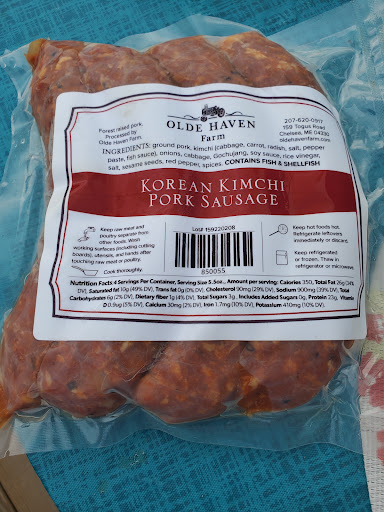 OLDE HAVEN
Farm
Forest raised pork,
Processed by
Olde Haven Farm.
207-620-0917
159 Togus Road
Chelsea, ME 04330
oldehavenfarm.com
INGREDIENTS: ground pork, kimchi (cabbage, carrot, radish, salt, pepper
paste, fish sauce), onions, cabbage, Gochujang, soy sauce, rice vinegar,
Salt, sesame seeds, red pepper, spices. CONTAINS FISH & SHELLFISH
KOREAN KIMCHI
PORK SAUSAGE
Keep raw meat and
poultry separate from
other foods. Wash
working surfaces (including cutting
boards), utensils, and hands after
touching raw meat or poultry.
Cook thoroughly.
Lot# 159220208
850055
Keep hot foods hot.
Refrigerate leftovers
immediately or discard.
Keep refrigerated
or frozen. Thaw in
refrigerator or microwave.
Nutrition Facts 4 Servings Per Container, Serving Size 5.5oz., Amount per serving: Calories 350, Total Fat 26g (34%
DV), Saturated fat 10g (49% DV), Trans fat 0g (0% DV), Cholesterol 90mg (29% DV), Sodium 900mg (39% DV), Total
Carbohydrates 6g (2% DV), Dietary fiber 1g (4% DV), Total Sugars 3g, Includes Added Sugars 0g, Protein 23g, Vitamin
D 0.9µg (5% DV), Calcium 30mg (2% DV), Iron 1.7mg (10% DV), Potassium 410mg (10% DV).